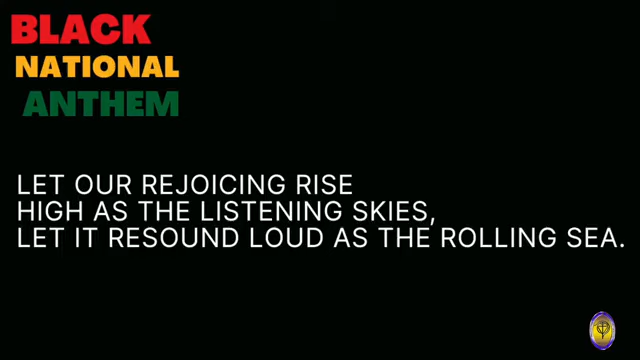 BLACK
NATIONAL
ANTHEM
LET OUR REJOICING RISE
HIGH AS THE LISTENING SKIES,
LET IT RESOUND LOUD AS THE ROLLING SEA.